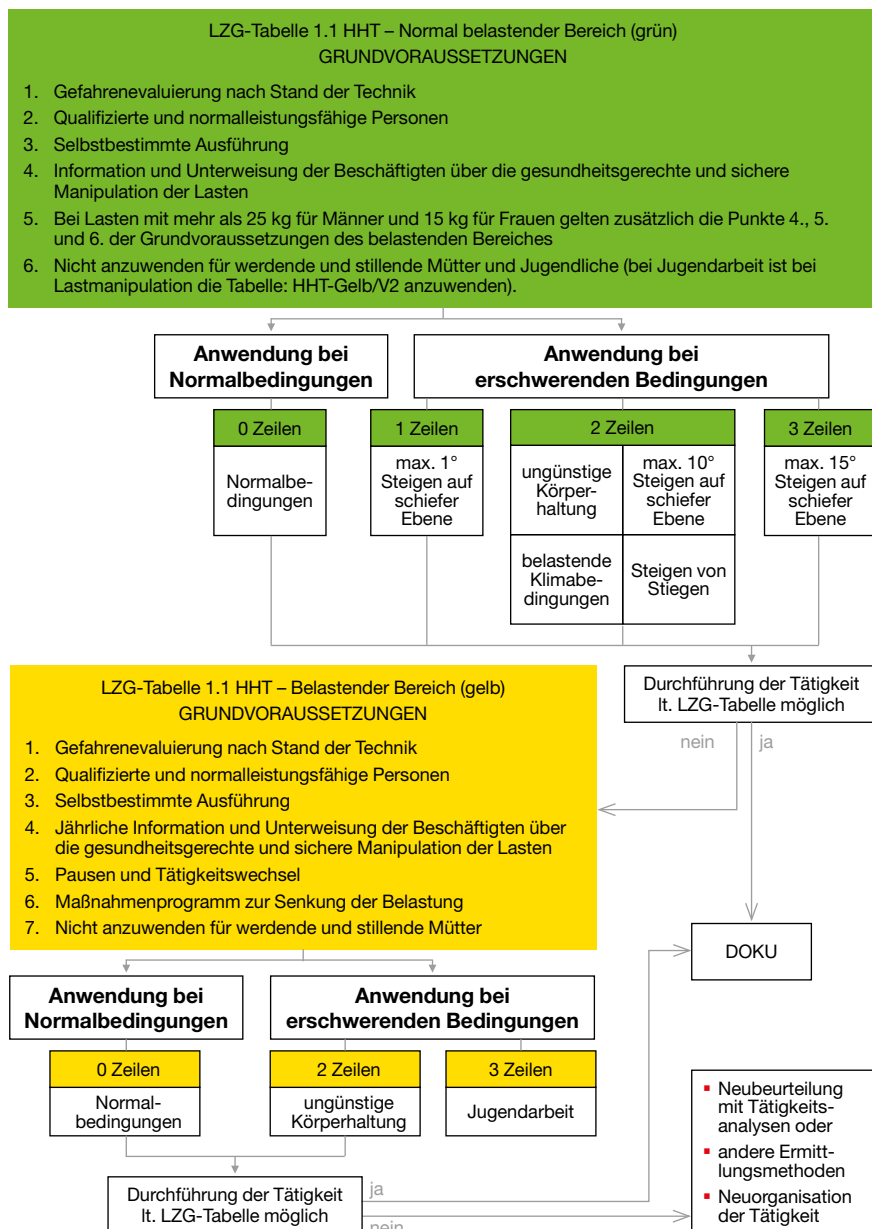 LZG-Tabelle 1.1 HHT – Normal belastender Bereich (grün)
GRUNDVORAUSSETZUNGEN
1. Gefahrenevaluierung nach Stand der Technik
2. Qualifizierte und normalleistungsfähige Personen
3. Selbstbestimmte Ausführung
4. Information und Unterweisung der Beschäftigten über die gesundheitsgerechte und sichere
Manipulation der Lasten
5. Bei Lasten mit mehr als 25 kg für Männer und 15 kg für Frauen gelten zusätzlich die Punkte 4., 5.
und 6. der Grundvoraussetzungen des belastenden Bereiches
6. Nicht anzuwenden für werdende und stillende Mütter und Jugendliche (bei Jugendarbeit ist bei
Lastmanipulation die Tabelle: HHT-Gelb/V2 anzuwenden).
Anwendung bei
Normalbedingungen
Anwendung bei
erschwerenden Bedingungen
0 Zeilen
Normalbe-
dingungen
1 Zeilen
max. 1°
Steigen auf
schiefer
Ebene
2 Zeilen
ungünstige
Körper-
haltung
max. 10°
Steigen auf
schiefer
Ebene
belastende
Klimabe-
dingungen
Steigen von
Stiegen
3 Zeilen
max. 15°
Steigen auf
schiefer
Ebene
Durchführung der Tätigkeit
lt. LZG-Tabelle möglich
nein
ja
LZG-Tabelle 1.1 HHT – Belastender Bereich (gelb)
GRUNDVORAUSSETZUNGEN
1. Gefahrenevaluierung nach Stand der Technik
2. Qualifizierte und normalleistungsfähige Personen
3. Selbstbestimmte Ausführung
4. Jährliche Information und Unterweisung der Beschäftigten über
die gesundheitsgerechte und sichere Manipulation der Lasten
5. Pausen und Tätigkeitswechsel
6. Maßnahmenprogramm zur Senkung der Belastung
7. Nicht anzuwenden für werdende und stillende Mütter
DOKU
Anwendung bei
Normalbedingungen
Anwendung bei
erschwerenden Bedingungen
0 Zeilen
Normal-
bedingungen
2 Zeilen
ungünstige
Körperhaltung
3 Zeilen
Jugendarbeit
Durchführung der Tätigkeit
lt. LZG-Tabelle möglich
ja
nein
▪ Neubeurteilung
mit Tätigkeits-
analysen oder
▪ andere Ermitt-
lungsmethoden
▪ Neuorganisation
der Tätigkeit